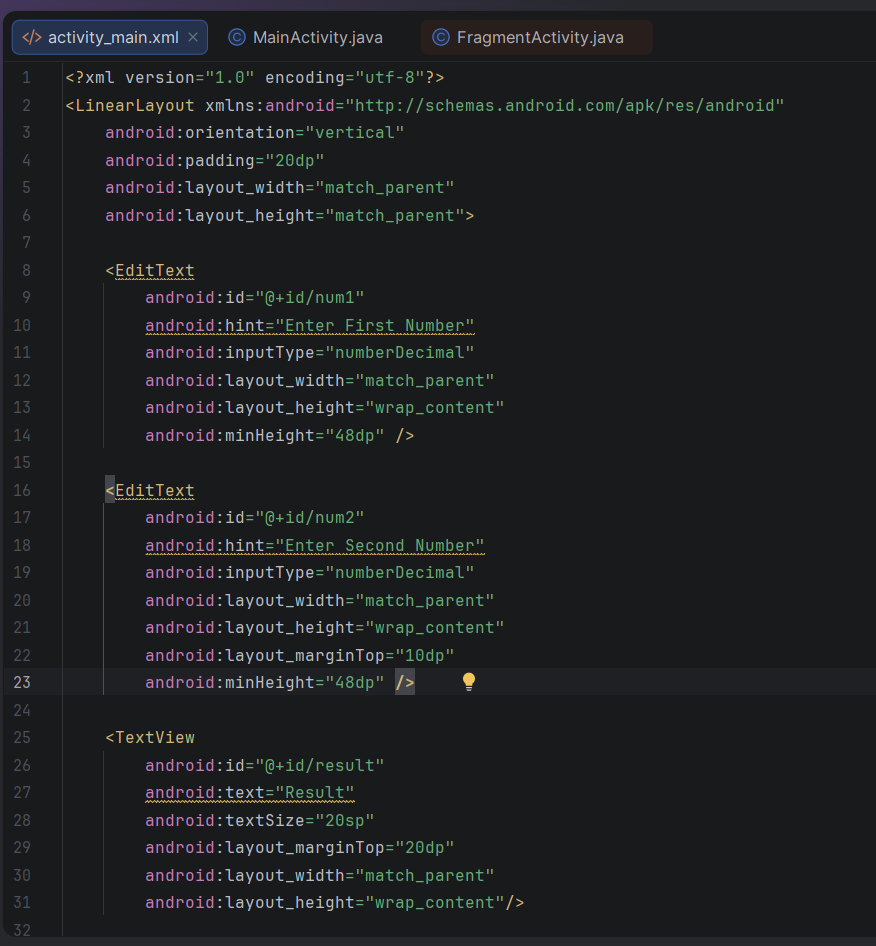 activity_main.xml MainActivity.java FragmentActivity.java
1 <?xml version="1.0" encoding="utf-8"?>
2 <LinearLayout xmlns:android="http://schemas.android.com/apk/res/android"
3 android:orientation="vertical"
4 android:padding="20dp"
5 android:layout_width="match_parent"
6 android:layout_height="match_parent">
7
8 <EditText
9 android:id="@+id/num1"
10 android:hint="Enter First Number"
11 android:inputType="numberDecimal"
12 android:layout_width="match_parent"
13 android:layout_height="wrap_content"
14 android:minHeight="48dp" />
15
16 <EditText
17 android:id="@+id/num2"
18 android:hint="Enter Second Number"
19 android:inputType="numberDecimal"
20 android:layout_width="match_parent"
21 android:layout_height="wrap_content"
22 android:layout_marginTop="10dp"
23 android:minHeight="48dp" />
24
25 <TextView
26 android:id="@+id/result"
27 android:text="Result"
28 android:textSize="20sp"
29 android:layout_marginTop="20dp"
30 android:layout_width="match_parent"
31 android:layout_height="wrap_content"/>
32